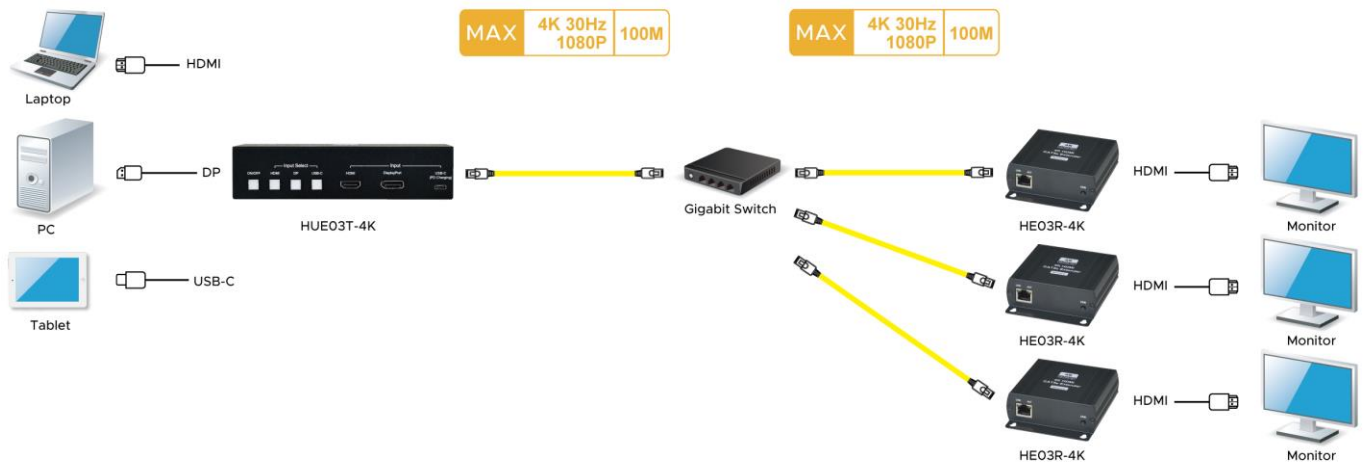 MAX 4K 30Hz 1080P 100M
MAX 4K 30Hz 1080P 100M
HDMI
Laptop
DP
PC
USB-C
Tablet
Input Select
Input
ON/OFF HDMI DP USB-C HDMI DisplayPort USB-C
(PD Charging)
HUE03T-4K
Gigabit Switch
HDMI
HE03R-4K
Monitor
HDMI
HE03R-4K
Monitor
HDMI
HE03R-4K
Monitor